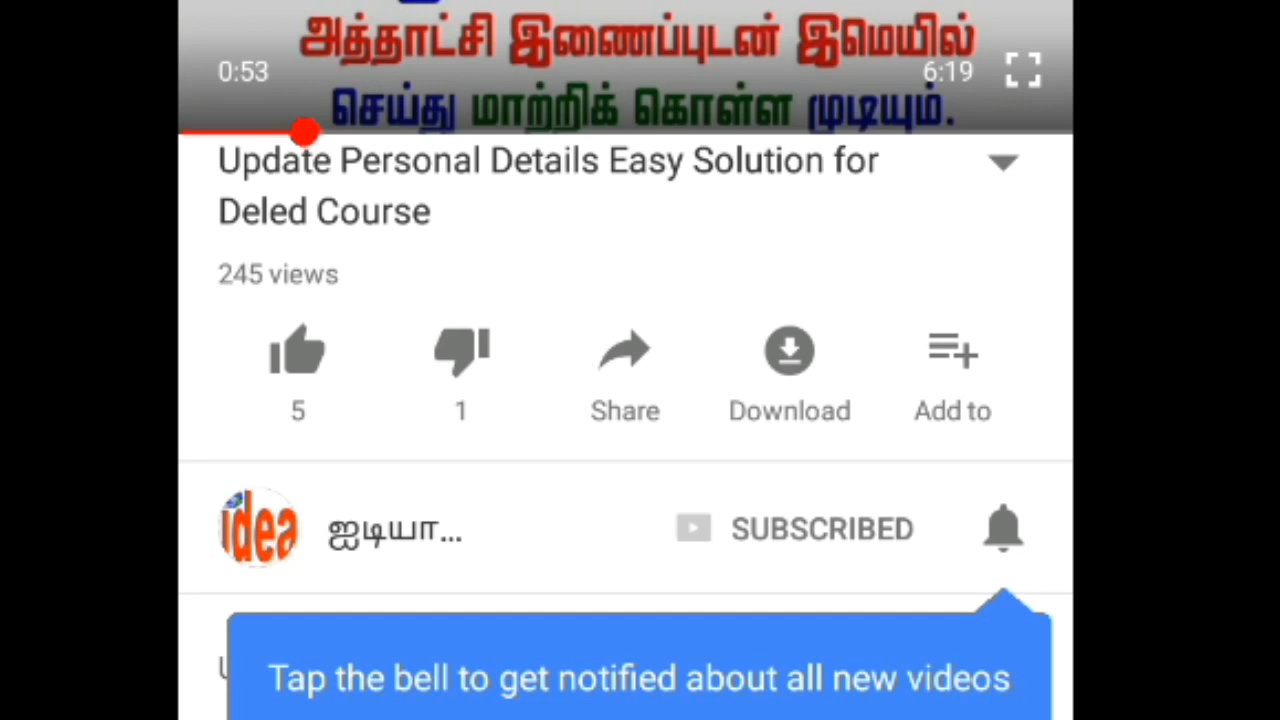 அத்தாட்சி இணைப்புடன் இமெயில்
0:53
6:19
செய்து மாற்றிக் கொள்ள முடியும்.
Update Personal Details Easy Solution for
Deled Course
245 views
5
1
Share
Download
Add to
idea
ஐடியா...
SUBSCRIBED
Tap the bell to get notified about all new videos